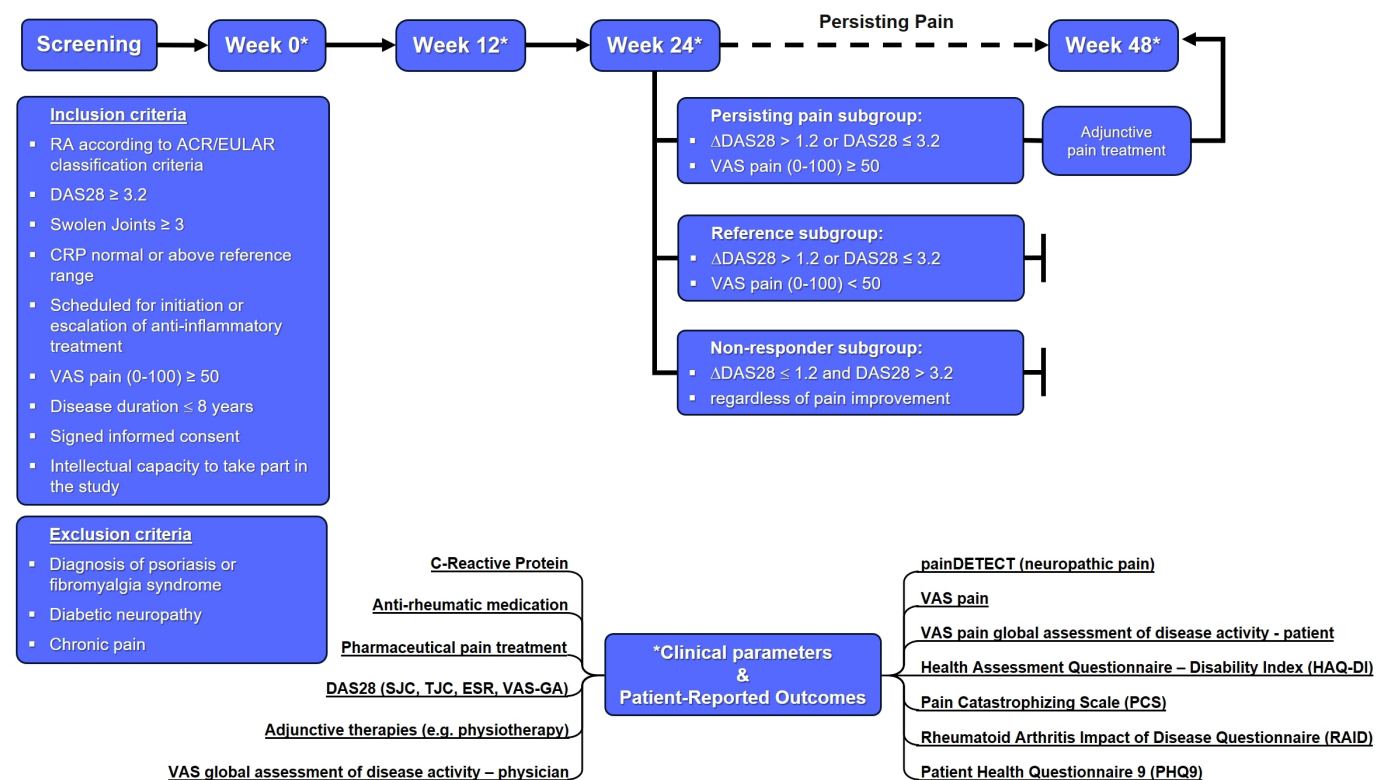 Persisting Pain
Screening
Week 0*
Week 12*
Week 24*
Week 48*
Inclusion criteria
▪ RA according to ACR/EULAR
classification criteria
▪ DAS28 ≥ 3.2
▪ Swolen Joints ≥ 3
▪ CRP normal or above reference
range
▪ Scheduled for initiation or
escalation of anti-inflammatory
treatment
▪ VAS pain (0-100) ≥ 50
▪ Disease duration ≤ 8 years
▪ Signed informed consent
▪ Intellectual capacity to take part in
the study
Exclusion criteria
▪ Diagnosis of psoriasis or
fibromyalgia syndrome
▪ Diabetic neuropathy
▪ Chronic pain
Persisting pain subgroup:
▪ ΔDAS28 > 1.2 or DAS28 ≤ 3.2
▪ VAS pain (0-100) ≥ 50
Adjunctive
pain treatment
Reference subgroup:
▪ ΔDAS28 > 1.2 or DAS28 ≤ 3.2
▪ VAS pain (0-100) < 50
Non-responder subgroup:
▪ ΔDAS28 ≤ 1.2 and DAS28 > 3.2
▪ regardless of pain improvement
C-Reactive Protein
Anti-rheumatic medication
Pharmaceutical pain treatment
DAS28 (SJC, TJC, ESR, VAS-GA)
Adjunctive therapies (e.g. physiotherapy)
VAS global assessment of disease activity – physician
*Clinical parameters
&
Patient-Reported Outcomes
painDETECT (neuropathic pain)
VAS pain
VAS pain global assessment of disease activity - patient
Health Assessment Questionnaire – Disability Index (HAQ-DI)
Pain Catastrophizing Scale (PCS)
Rheumatoid Arthritis Impact of Disease Questionnaire (RAID)
Patient Health Questionnaire 9 (PHQ9)